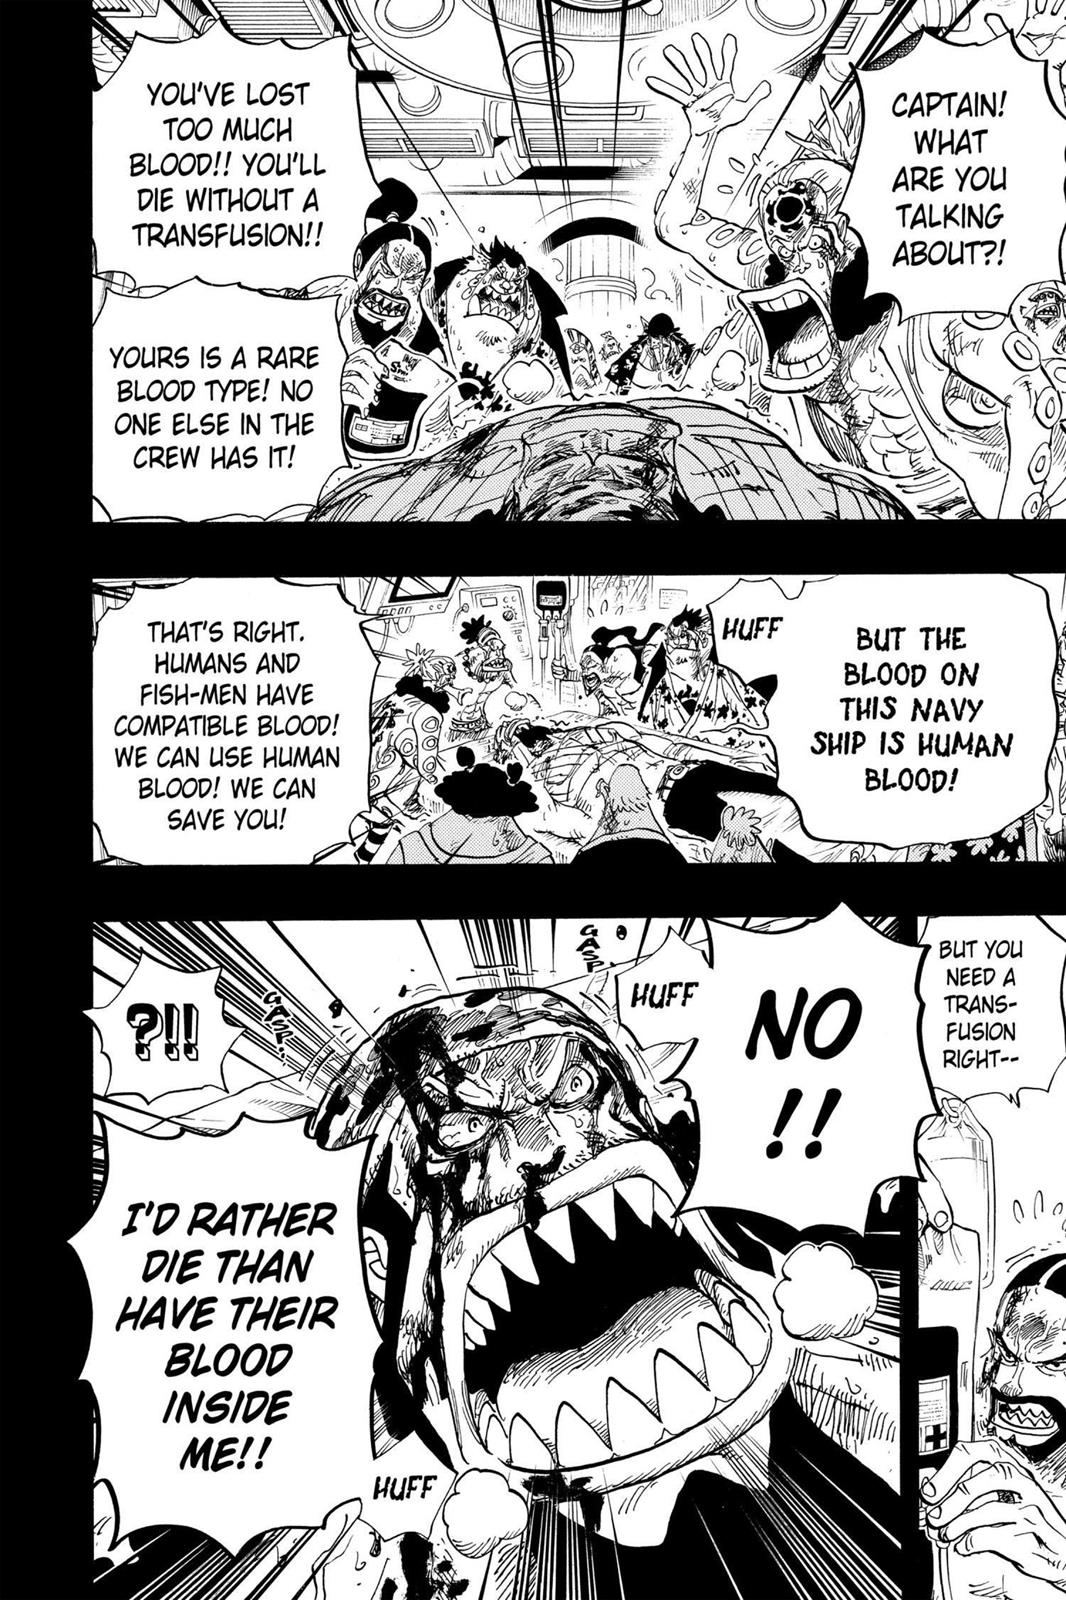 CAPTAIN!
WHAT
ARE YOU
TALKING
ABOUT?!
YOU'VE LOST
TOO MUCH
BLOOD!! YOU'LL
DIE WITHOUT A
TRANSFUSION!!
YOURS IS A RARE
BLOOD TYPE! NO
ONE ELSE IN THE
CREW HAS IT!
HUFF
BUT THE
BLOOD ON
THIS NAVY
SHIP IS HUMAN
BLOOD!
THAT'S RIGHT.
HUMANS AND
FISH-MEN HAVE
COMPATIBLE BLOOD!
WE CAN USE HUMAN
BLOOD! WE CAN
SAVE YOU!
BUT YOU
NEED A
TRANS-
FUSION
RIGHT--
NO
!!
HUFF
GASP!
GASP!
?!!
I'D RATHER
DIE THAN
HAVE THEIR
BLOOD
INSIDE
ME!!
HUFF